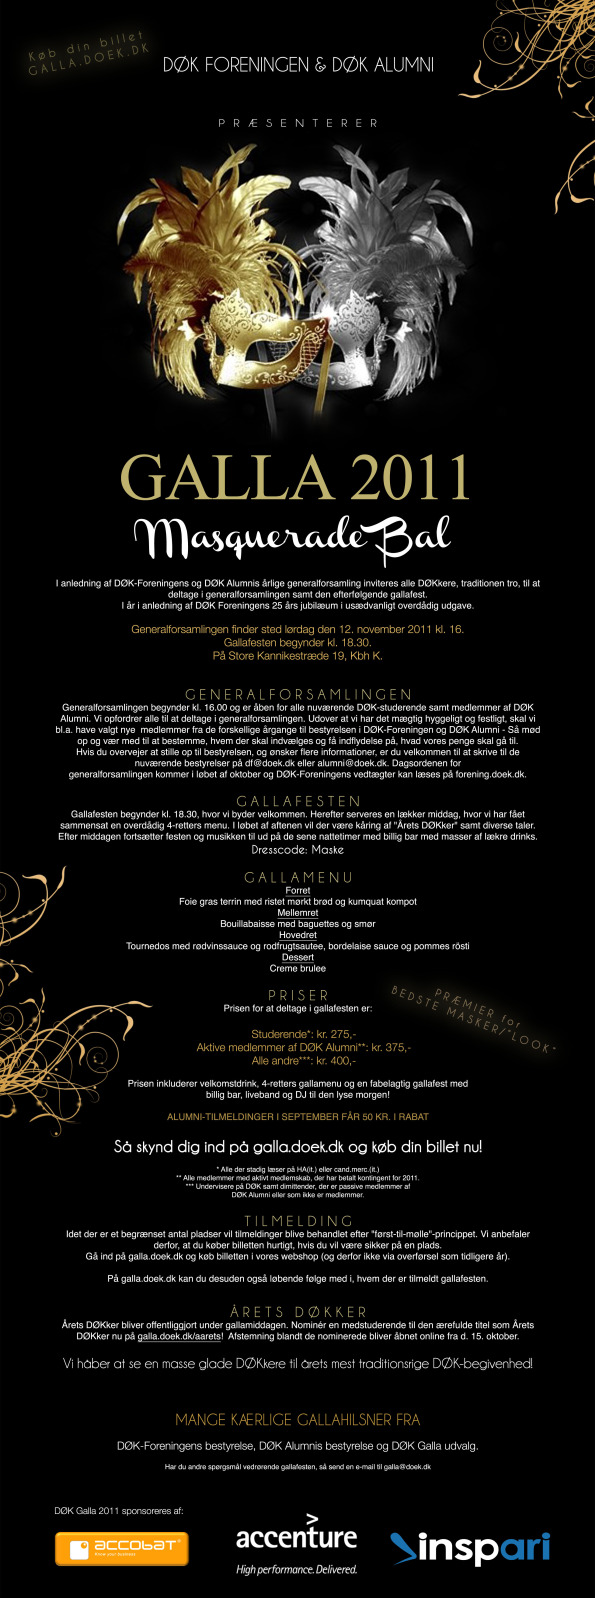 Køb din billet
GALLA.DOEK.DK
DØK FORENINGEN & DØK ALUMNI
PRÆSENTERER
GALLA 2011
Masquerade Bal
I anledning af DØK-Foreningens og DØK Alumnis årlige generalforsamling inviteres alle DØKkere, traditionen tro, til at
deltage i generalforsamlingen samt den efterfølgende gallafest.
I år i anledning af DØK Foreningens 25 års jubilæum i usædvanligt overdådig udgave.
Generalforsamlingen finder sted lørdag den 12. november 2011 kl. 16.
Gallafesten begynder kl. 18.30.
På Store Kannikestræde 19, Kbh K.
GENERALFORSAMLINGEN
Generalforsamlingen begynder kl. 16.00 og er åben for alle nuværende DØK-studerende samt medlemmer af DØK
Alumni. Vi opfordrer alle til at deltage i generalforsamlingen. Udover at vi har det mægtig hyggeligt og festligt, skal vi
bl.a. have valgt nye medlemmer fra de forskellige årgange til bestyrelsen i DØK-Foreningen og DØK Alumni - Så mød
op og vær med til at bestemme, hvem der skal indvælges og få indflydelse på, hvad vores penge skal gå til.
Hvis du overvejer at stille op til bestyrelsen, og ønsker flere informationer, er du velkommen til at skrive til de
nuværende bestyrelser på df@doek.dk eller alumni@doek.dk. Dagsordenen for
generalforsamlingen kommer i løbet af oktober og DØK-Foreningens vedtægter kan læses på forening.doek.dk.
GALLAFESTEN
Gallafesten begynder kl. 18.30, hvor vi byder velkommen. Herefter serveres en lækker middag, hvor vi har fået
sammensat en overdådig 4-retters menu. I løbet af aftenen vil der være kåring af "Årets DØKker" samt diverse taler.
Efter middagen fortsætter festen og musikken til ud på de sene nattetimer med billig bar med masser af lækre drinks.
Dresscode: Maske
GALLAMENU
Forret
Foie gras terrin med ristet mørkt brød og kumquat kompot
Mellemret
Bouillabaisse med baguettes og smør
Hovedret
Tournedos med rødvinssauce og rodfrugtsautee, bordelaise sauce og pommes rösti
Dessert
Creme brulee
PRÆMIER for
BEDSTE MASKER/"LOOK"
PRISER
Prisen for at deltage i gallafesten er:
Studerende*: kr. 275,-
Aktive medlemmer af DØK Alumni**: kr. 375,-
Alle andre***: kr. 400,-
Prisen inkluderer velkomstdrink, 4-retters gallamenu og en fabelagtig gallafest med
billig bar, liveband og DJ til den lyse morgen!
ALUMNI-TILMELDINGER I SEPTEMBER FÅR 50 KR. I RABAT
Så skynd dig ind på galla.doek.dk og køb din billet nu!
* Alle der stadig læser på HA(it.) eller cand.merc.(it.)
** Alle medlemmer med aktivt medlemskab, der har betalt kontingent for 2011.
*** Undervisere på DØK samt dimittender, der er passive medlemmer af
DØK Alumni eller som ikke er medlemmer.
TILMELDING
Idet der er et begrænset antal pladser vil tilmeldinger blive behandlet efter "først-til-mølle"-princippet. Vi anbefaler
derfor, at du køber billetten hurtigt, hvis du vil være sikker på en plads.
Gå ind på galla.doek.dk og køb billetten i vores webshop (og derfor ikke via overførsel som tidligere år).
På galla.doek.dk kan du desuden også løbende følge med i, hvem der er tilmeldt gallafesten.
ÅRETS DØKKER
Årets DØKker bliver offentliggjort under gallamiddagen. Nominér en medstuderende til den ærefulde titel som Årets
DØKker nu på galla.doek.dk/aarets! Afstemning blandt de nominerede bliver åbnet online fra d. 15. oktober.
Vi håber at se en masse glade DØKkere til årets mest traditionsrige DØK-begivenhed!
MANGE KÆRLIGE GALLAHILSNER FRA
DØK-Foreningens bestyrelse, DØK Alumnis bestyrelse og DØK Galla udvalg.
Har du andre spørgsmål vedrørende gallafesten, så send en e-mail til galla@doek.dk
DØK Galla 2011 sponsoreres af:
accobat
Know your business
accenture
High performance. Delivered.
inspari